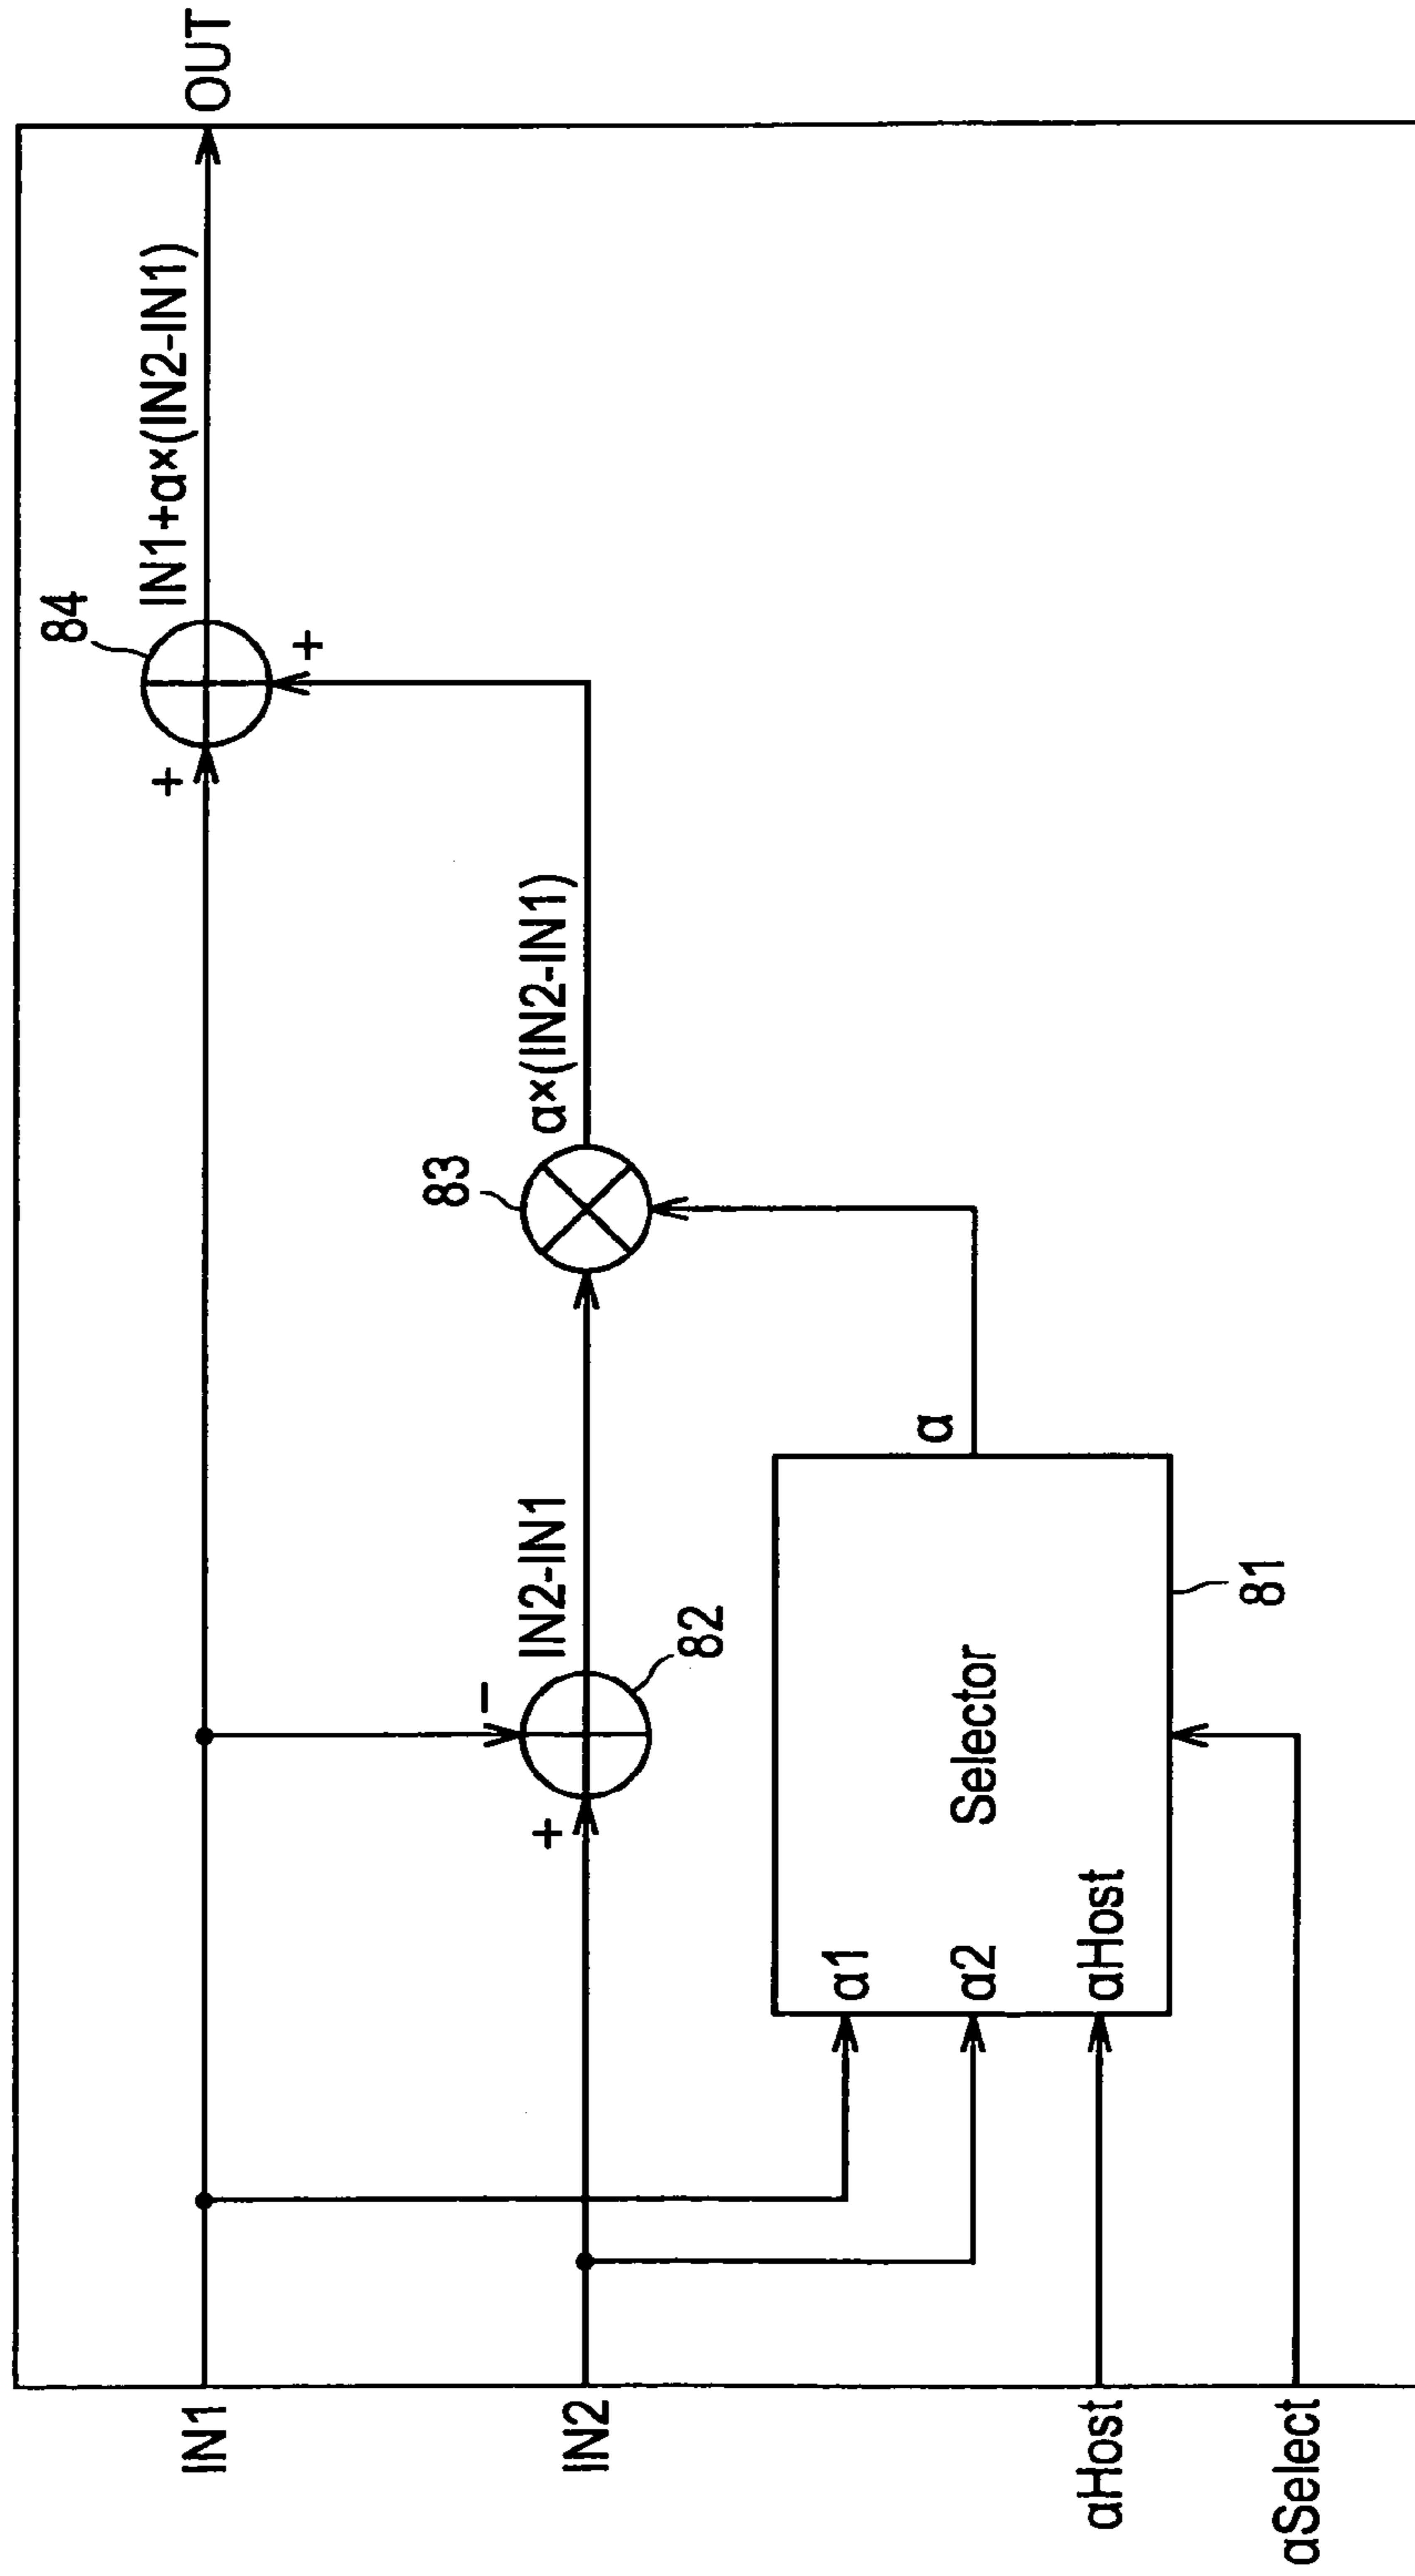 IN1
IN2
αHost
αSelect
α1
α2
αHost
Selector
81
α
+
−
82
IN2-IN1
83
α×(IN2-IN1)
+
+
84
IN1+α×(IN2-IN1)
OUT